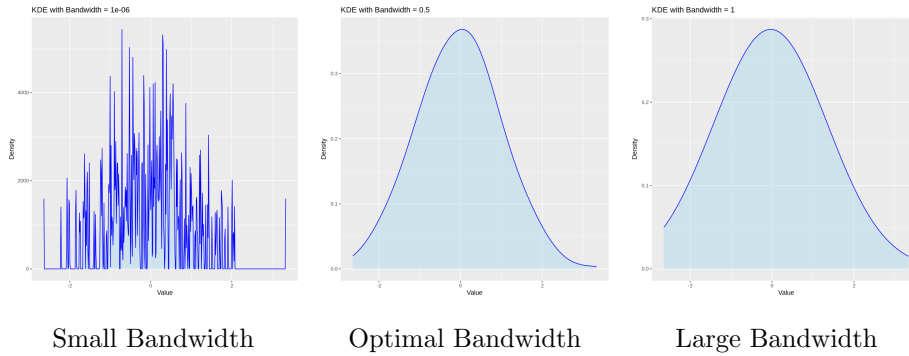 KDE with Bandwidth = 1e-06
Density
4000
2000
0
-2
0
2
Value
KDE with Bandwidth = 0.5
Density
0.3
0.2
0.1
0.0
-2
0
2
Value
KDE with Bandwidth = 1
Density
0.3
0.2
0.1
0.0
-2
0
2
Value
Small Bandwidth
Optimal Bandwidth
Large Bandwidth